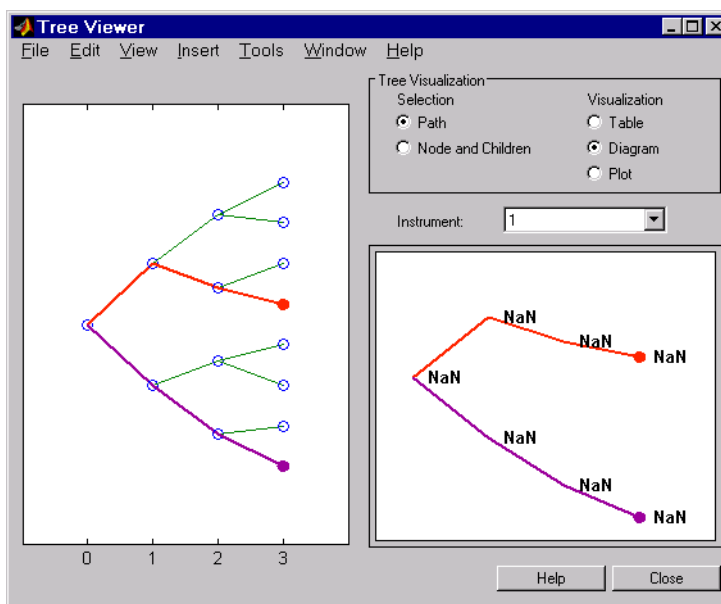 Tree Viewer
File Edit View Insert Tools Window Help
Tree Visualization
Selection
Visualization
Path
Table
Node and Children
Diagram
Plot
Instrument:
1
NaN
NaN
NaN
NaN
NaN
NaN
NaN
0 1 2 3
Help
Close